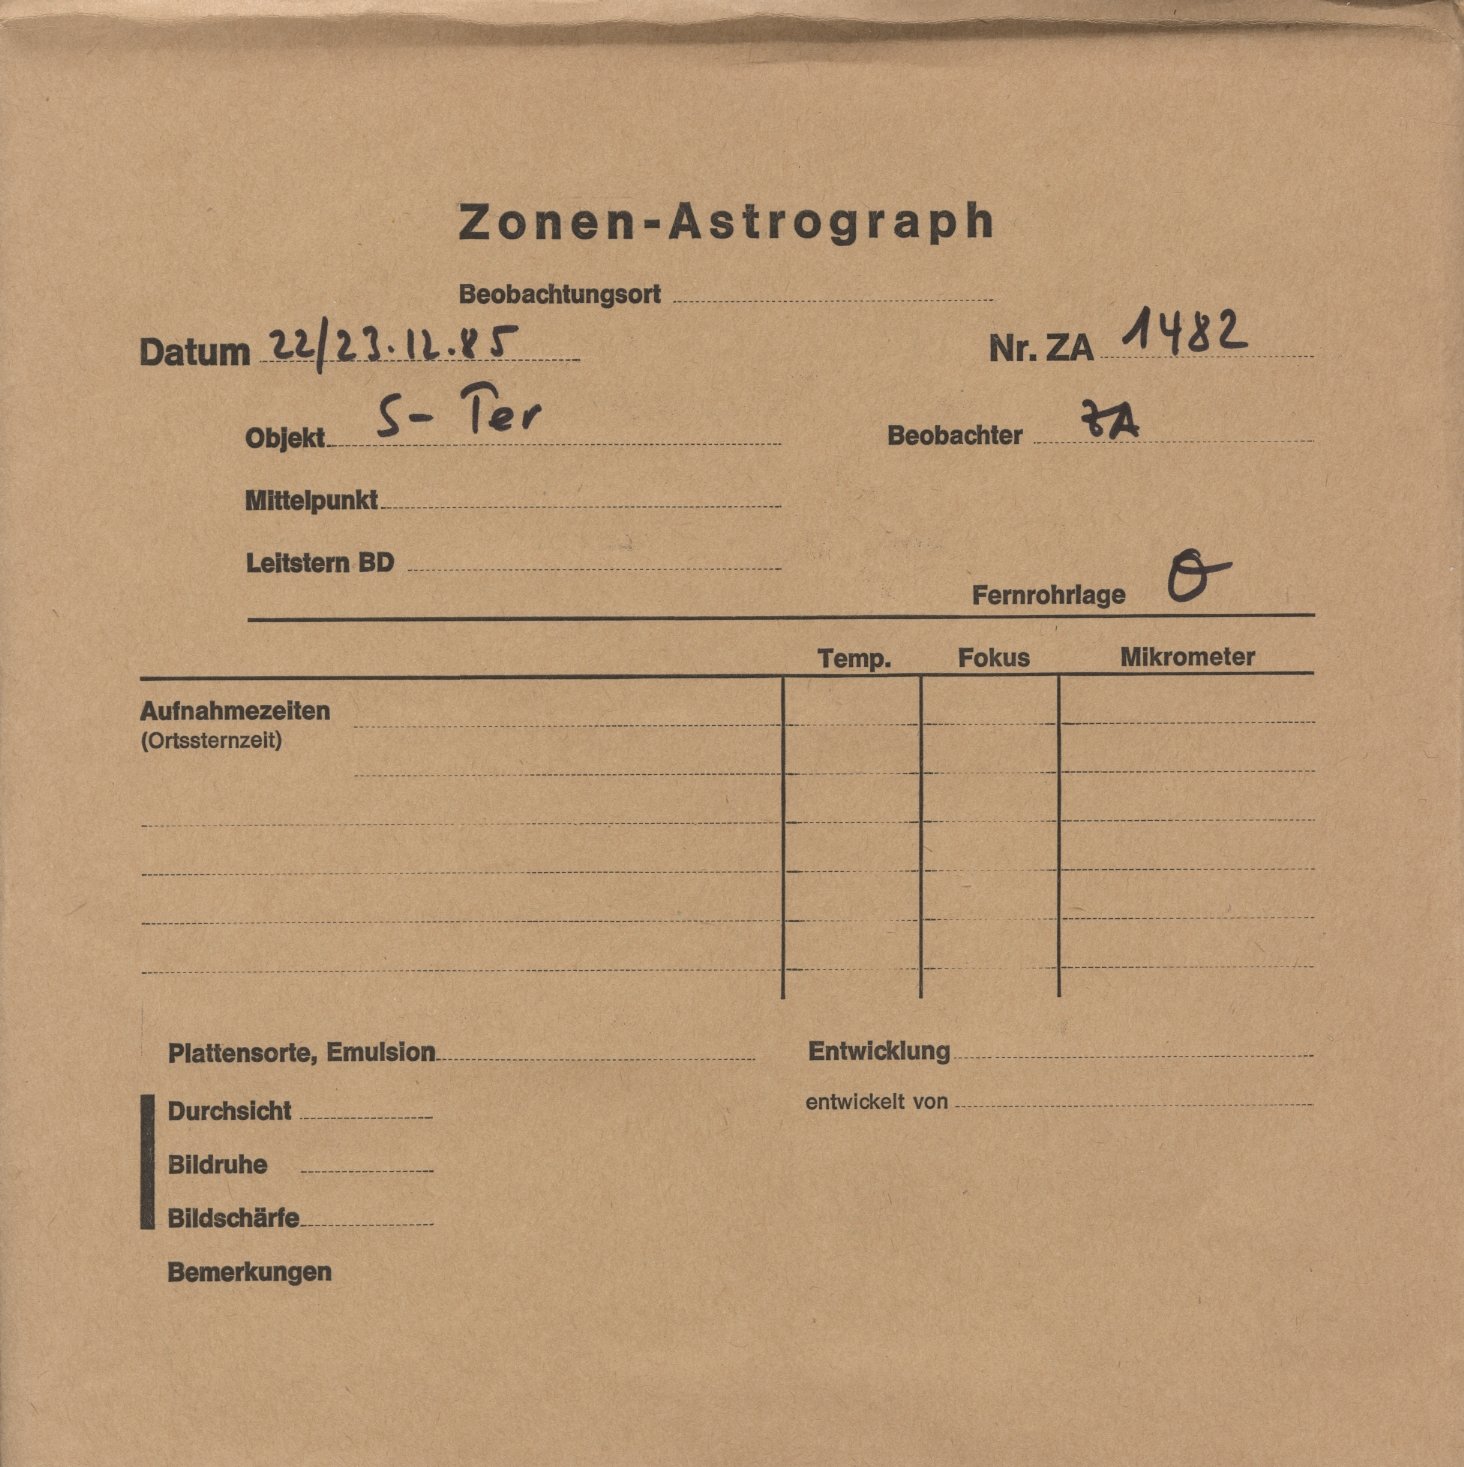 Zonen-Astrograph
Beobachtungsort
Datum 22/23.12.85
Nr. ZA 1482
Objekt S- Ter
Beobachter ZA
Mittelpunkt
Leitstern BD
Fernrohrlage O
Temp. Fokus Mikrometer
Aufnahmezeiten
(Ortssternzeit)
Plattensorte, Emulsion
Entwicklung
Durchsicht
entwickelt von
Bildruhe
Bildschärfe
Bemerkungen